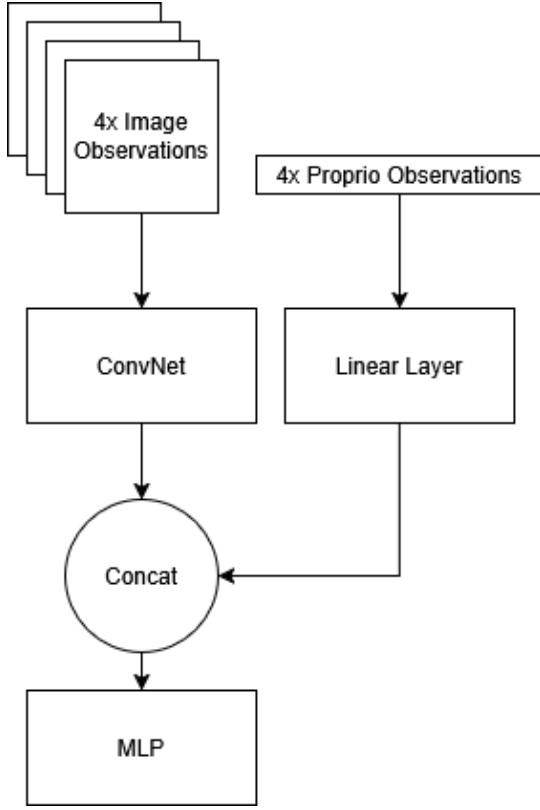 4x Image
Observations
4x Proprio Observations
ConvNet
Linear Layer
Concat
MLP